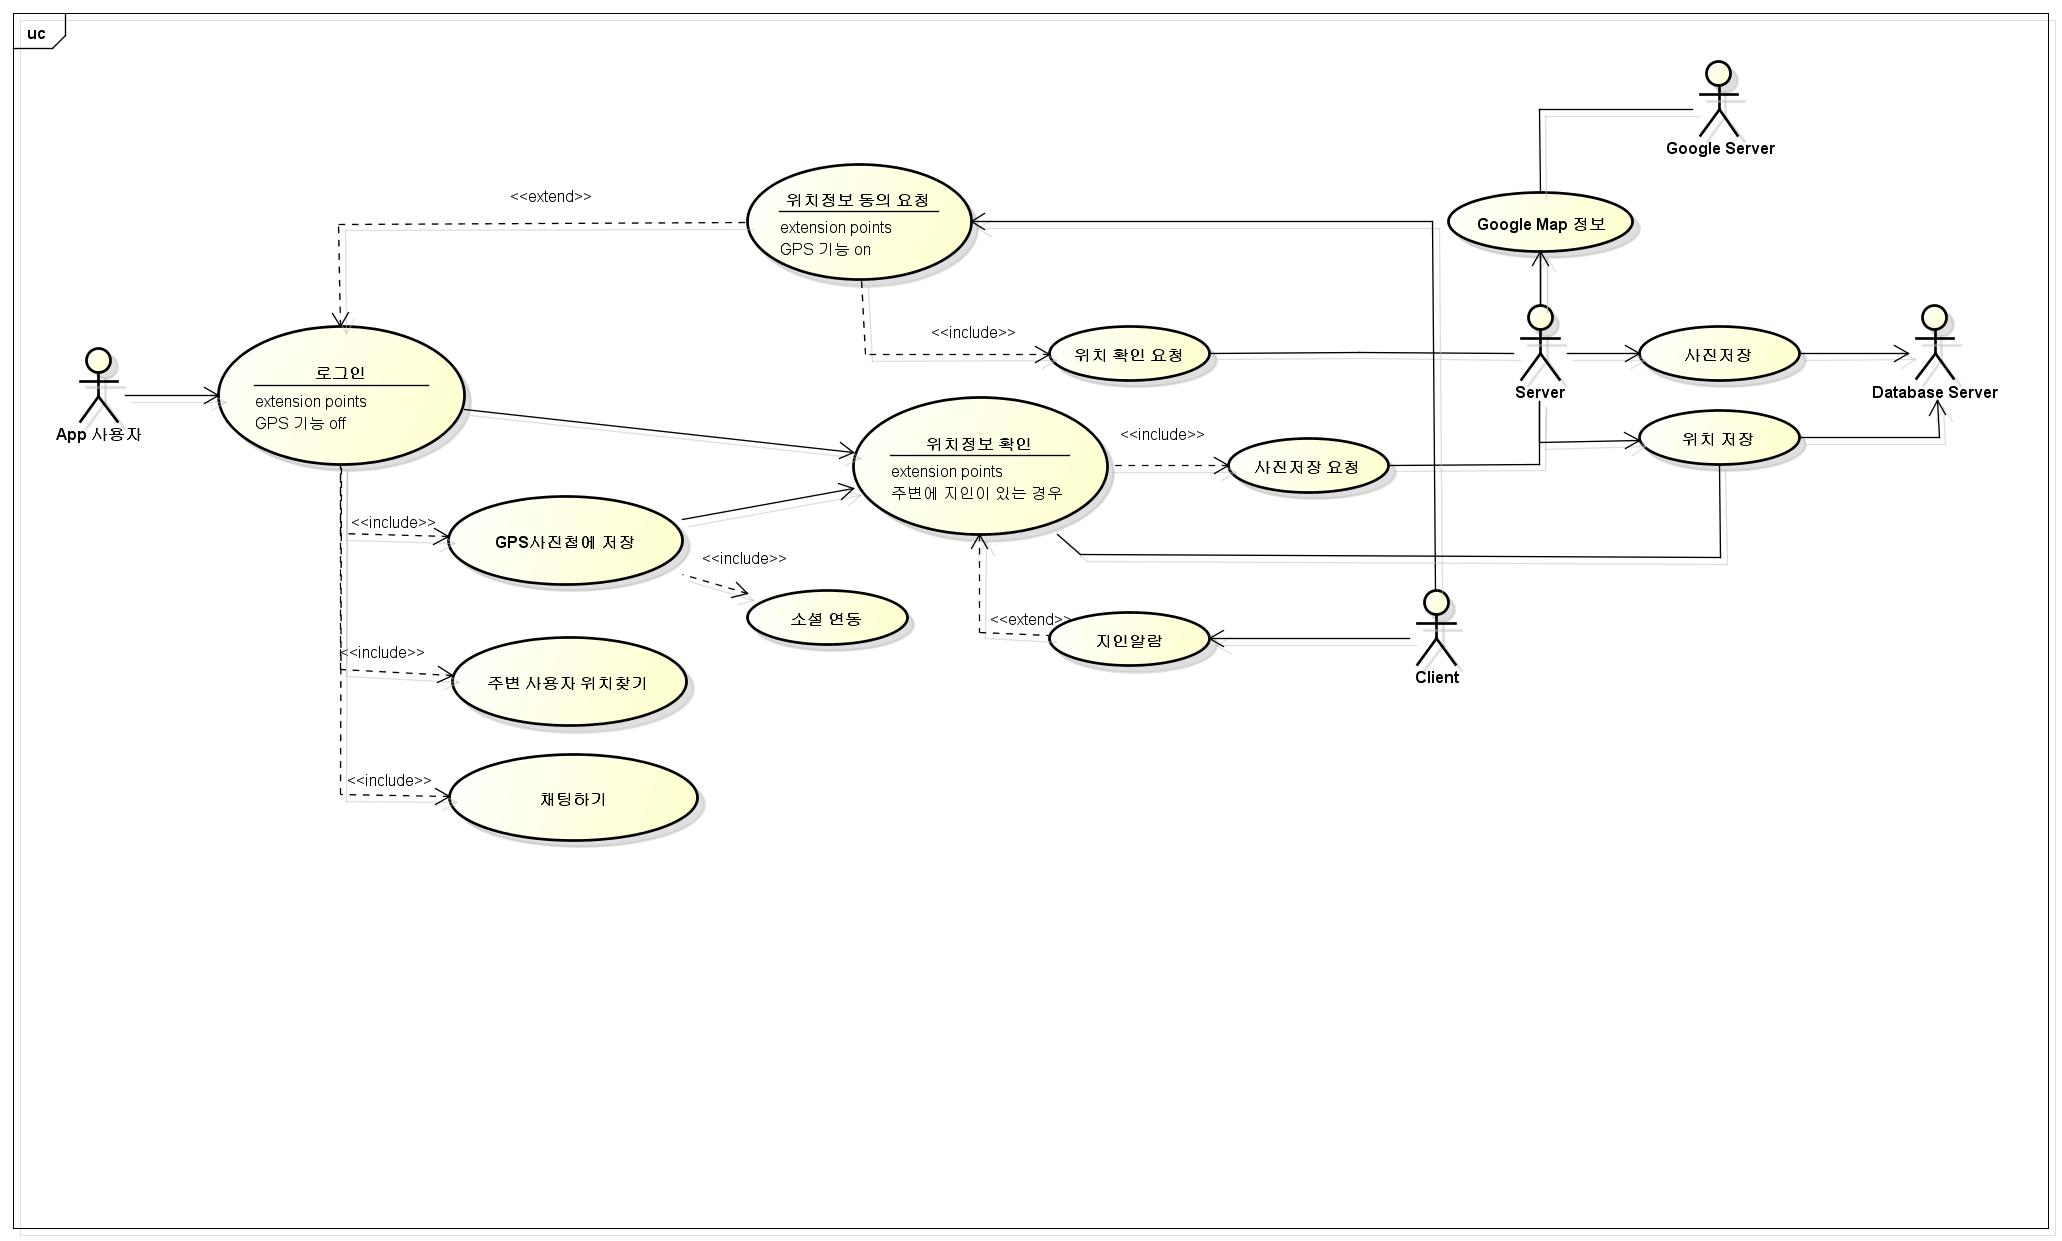 uc
Google Server
<<extend>>
위치정보 동의 요청
extension points
GPS 기능 on
Google Map 정보
<<include>>
위치 확인 요청
Server
사진저장
Database Server
로그인
extension points
GPS 기능 off
App 사용자
위치정보 확인
extension points
주변에 지인이 있는 경우
<<include>>
사진저장 요청
위치 저장
<<include>>
GPS사진첩에 저장
<<include>>
소셜 연동
<<extend>>
지인알람
Client
<<include>>
주변 사용자 위치찾기
<<include>>
채팅하기